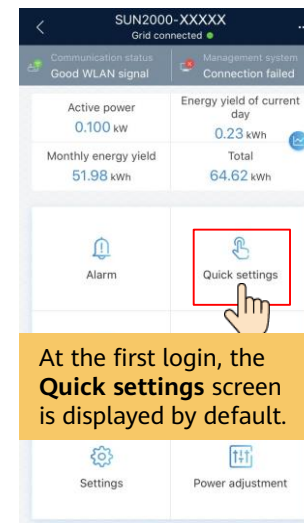 SUN2000-XXXXX
Grid connected
Communication status
Good WLAN signal
Management system
Connection failed
Active power
0.100 kW
Energy yield of current
day
0.23 kWh
Monthly energy yield
51.98 kWh
Total
64.62 kWh
Alarm
Quick settings
At the first login, the
Quick settings screen
is displayed by default.
Settings
Power adjustment